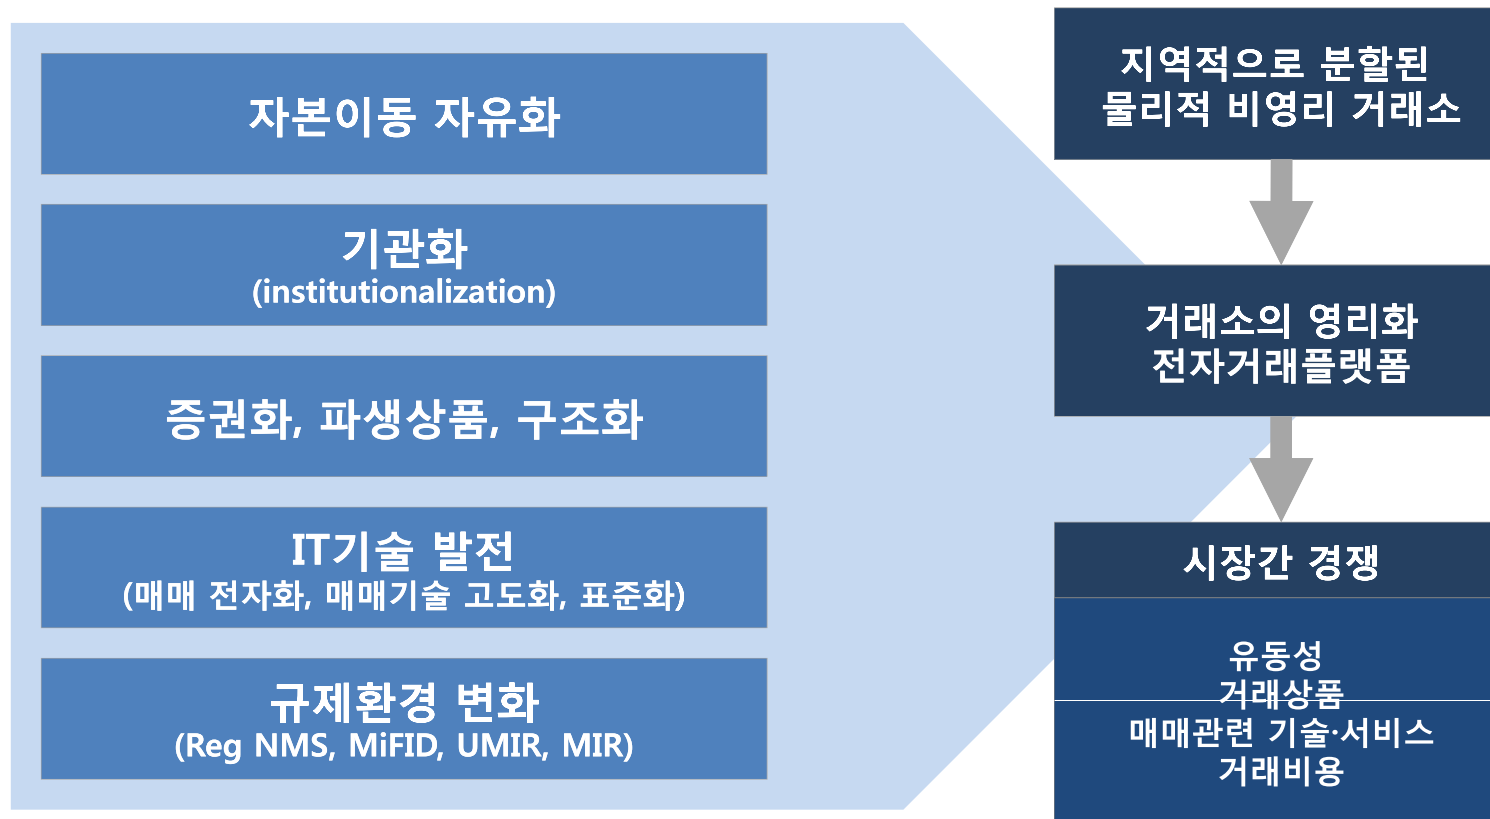 자본이동 자유화
기관화
(institutionalization)
증권화, 파생상품, 구조화
IT기술 발전
(매매 전자화, 매매기술 고도화, 표준화)
규제환경 변화
(Reg NMS, MiFID, UMIR, MIR)
지역적으로 분할된
물리적 비영리 거래소
거래소의 영리화
전자거래플랫폼
시장간 경쟁
유동성
거래상품
매매관련 기술·서비스
거래비용